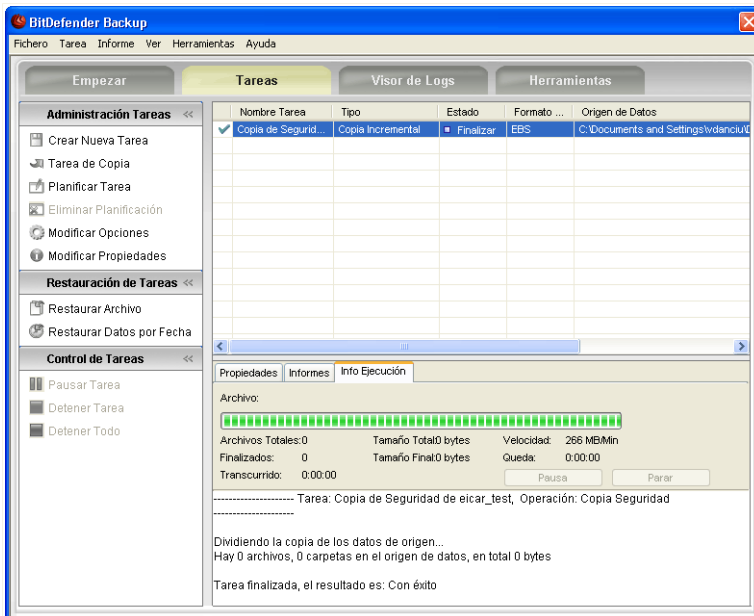 BitDefender Backup
Fichero Tarea Informe Ver Herramientas Ayuda
Empezar Tareas Visor de Logs Herramientas
Administración Tareas
Crear Nueva Tarea
Tarea de Copia
Planificar Tarea
Eliminar Planificación
Modificar Opciones
Modificar Propiedades
Restauración de Tareas
Restaurar Archivo
Restaurar Datos por Fecha
Control de Tareas
Pausar Tarea
Detener Tarea
Detener Todo
Nombre Tarea Tipo Estado Formato ... Origen de Datos
Copia de Segurid... Copia Incremental Finalizar EBS C:\Documents and Settings\vdanciu\D
Propiedades Informes Info Ejecución
Archivo:
Archivos Totales:0 Tamaño Total:0 bytes Velocidad: 266 MB/Min
Finalizados: 0 Tamaño Final:0 bytes Queda: 0:00:00
Transcurrido: 0:00:00 Pausa Parar
-------------------- Tarea: Copia de Seguridad de eicar_test, Operación: Copia Seguridad
--------------------
Dividiendo la copia de los datos de origen...
Hay 0 archivos, 0 carpetas en el origen de datos, en total 0 bytes
Tarea finalizada, el resultado es: Con éxito